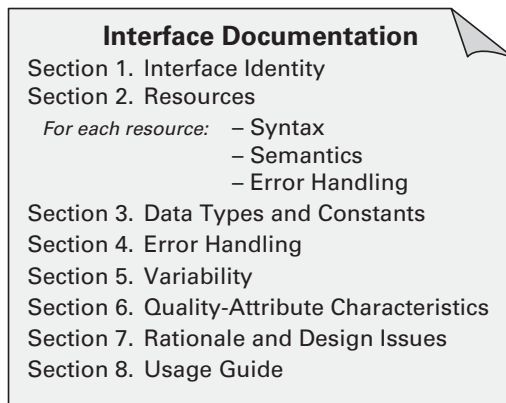 Interface Documentation
Section 1. Interface Identity
Section 2. Resources
For each resource: – Syntax
– Semantics
– Error Handling
Section 3. Data Types and Constants
Section 4. Error Handling
Section 5. Variability
Section 6. Quality-Attribute Characteristics
Section 7. Rationale and Design Issues
Section 8. Usage Guide